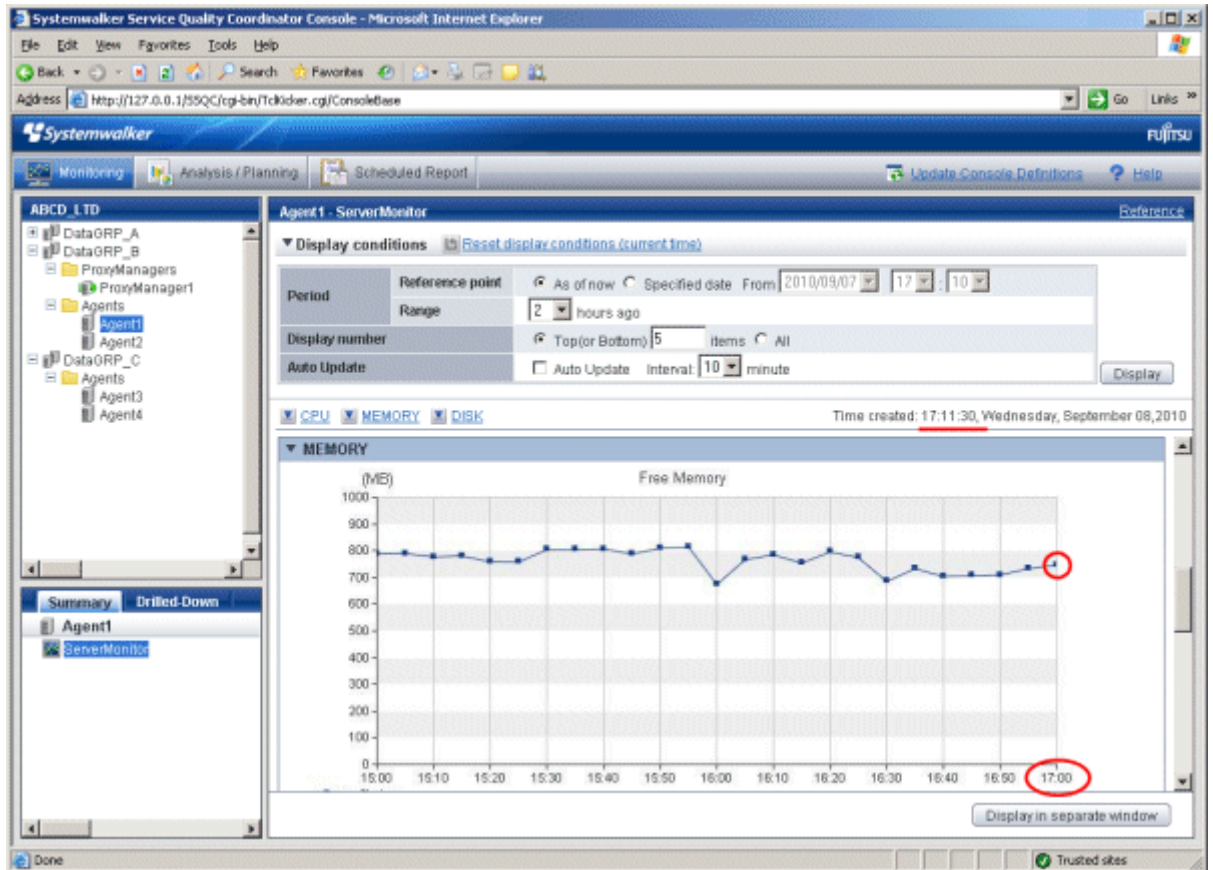 Systemwalker Service Quality Coordinator Console - Microsoft Internet Explorer
File Edit View Favorites Tools Help
Back Search Favorites
Address http://127.0.0.1/SSQC/cgi-bin/TclKicker.cgi/ConsoleBase Go Links »
Systemwalker FUJITSU
Monitoring Analysis / Planning Scheduled Report Update Console Definitions ? Help
ABCD_LTD
DataGRP_A
DataGRP_B
ProxyManagers
ProxyManager1
Agents
Agent1
Agent2
DataGRP_C
Agents
Agent3
Agent4
Summary Drilled-Down
Agent1
ServerMonitor
Agent1 - ServerMonitor Reference
Display conditions Reset display conditions (current time)
Period Reference point As of now Specified date From 2010/09/07 17 : 10
Range 2 hours ago
Display number Top(or Bottom) 5 items All
Auto Update Auto Update Interval: 10 minute
Display
CPU MEMORY DISK Time created: 17:11:30, Wednesday, September 08,2010
MEMORY
(MB) Free Memory
1000
900
800
700
600
500
400
300
200
100
0
15:00 15:10 15:20 15:30 15:40 15:50 16:00 16:10 16:20 16:30 16:40 16:50 17:00
Display in separate window
Done Trusted sites